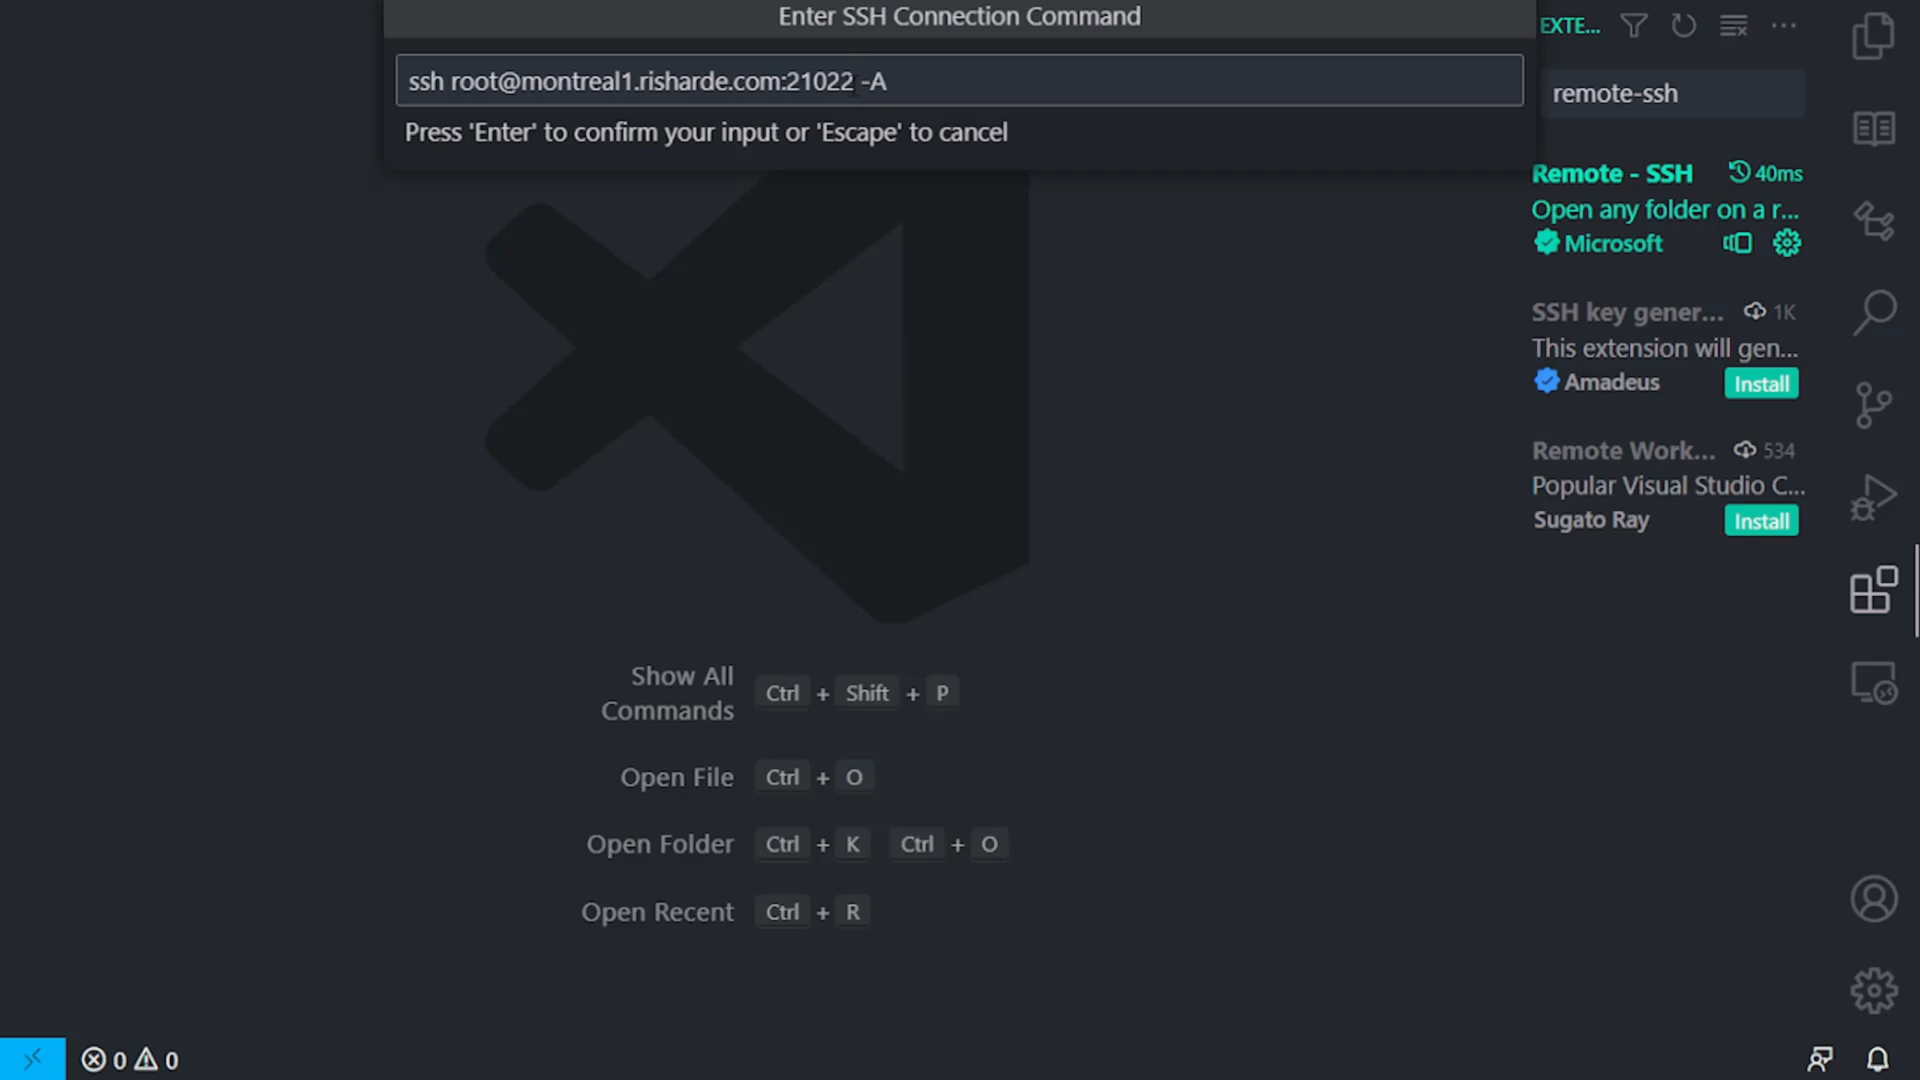 Enter SSH Connection Command
ssh root@montreal1.risharde.com:21022 -A
Press 'Enter' to confirm your input or 'Escape' to cancel
EXTE...
remote-ssh
Remote - SSH 40ms
Open any folder on a r...
Microsoft
SSH key gener... 1K
This extension will gen...
Amadeus Install
Remote Work... 534
Popular Visual Studio C...
Sugato Ray Install
Show All
Commands Ctrl + Shift + P
Open File Ctrl + O
Open Folder Ctrl + K Ctrl + O
Open Recent Ctrl + R
0 0